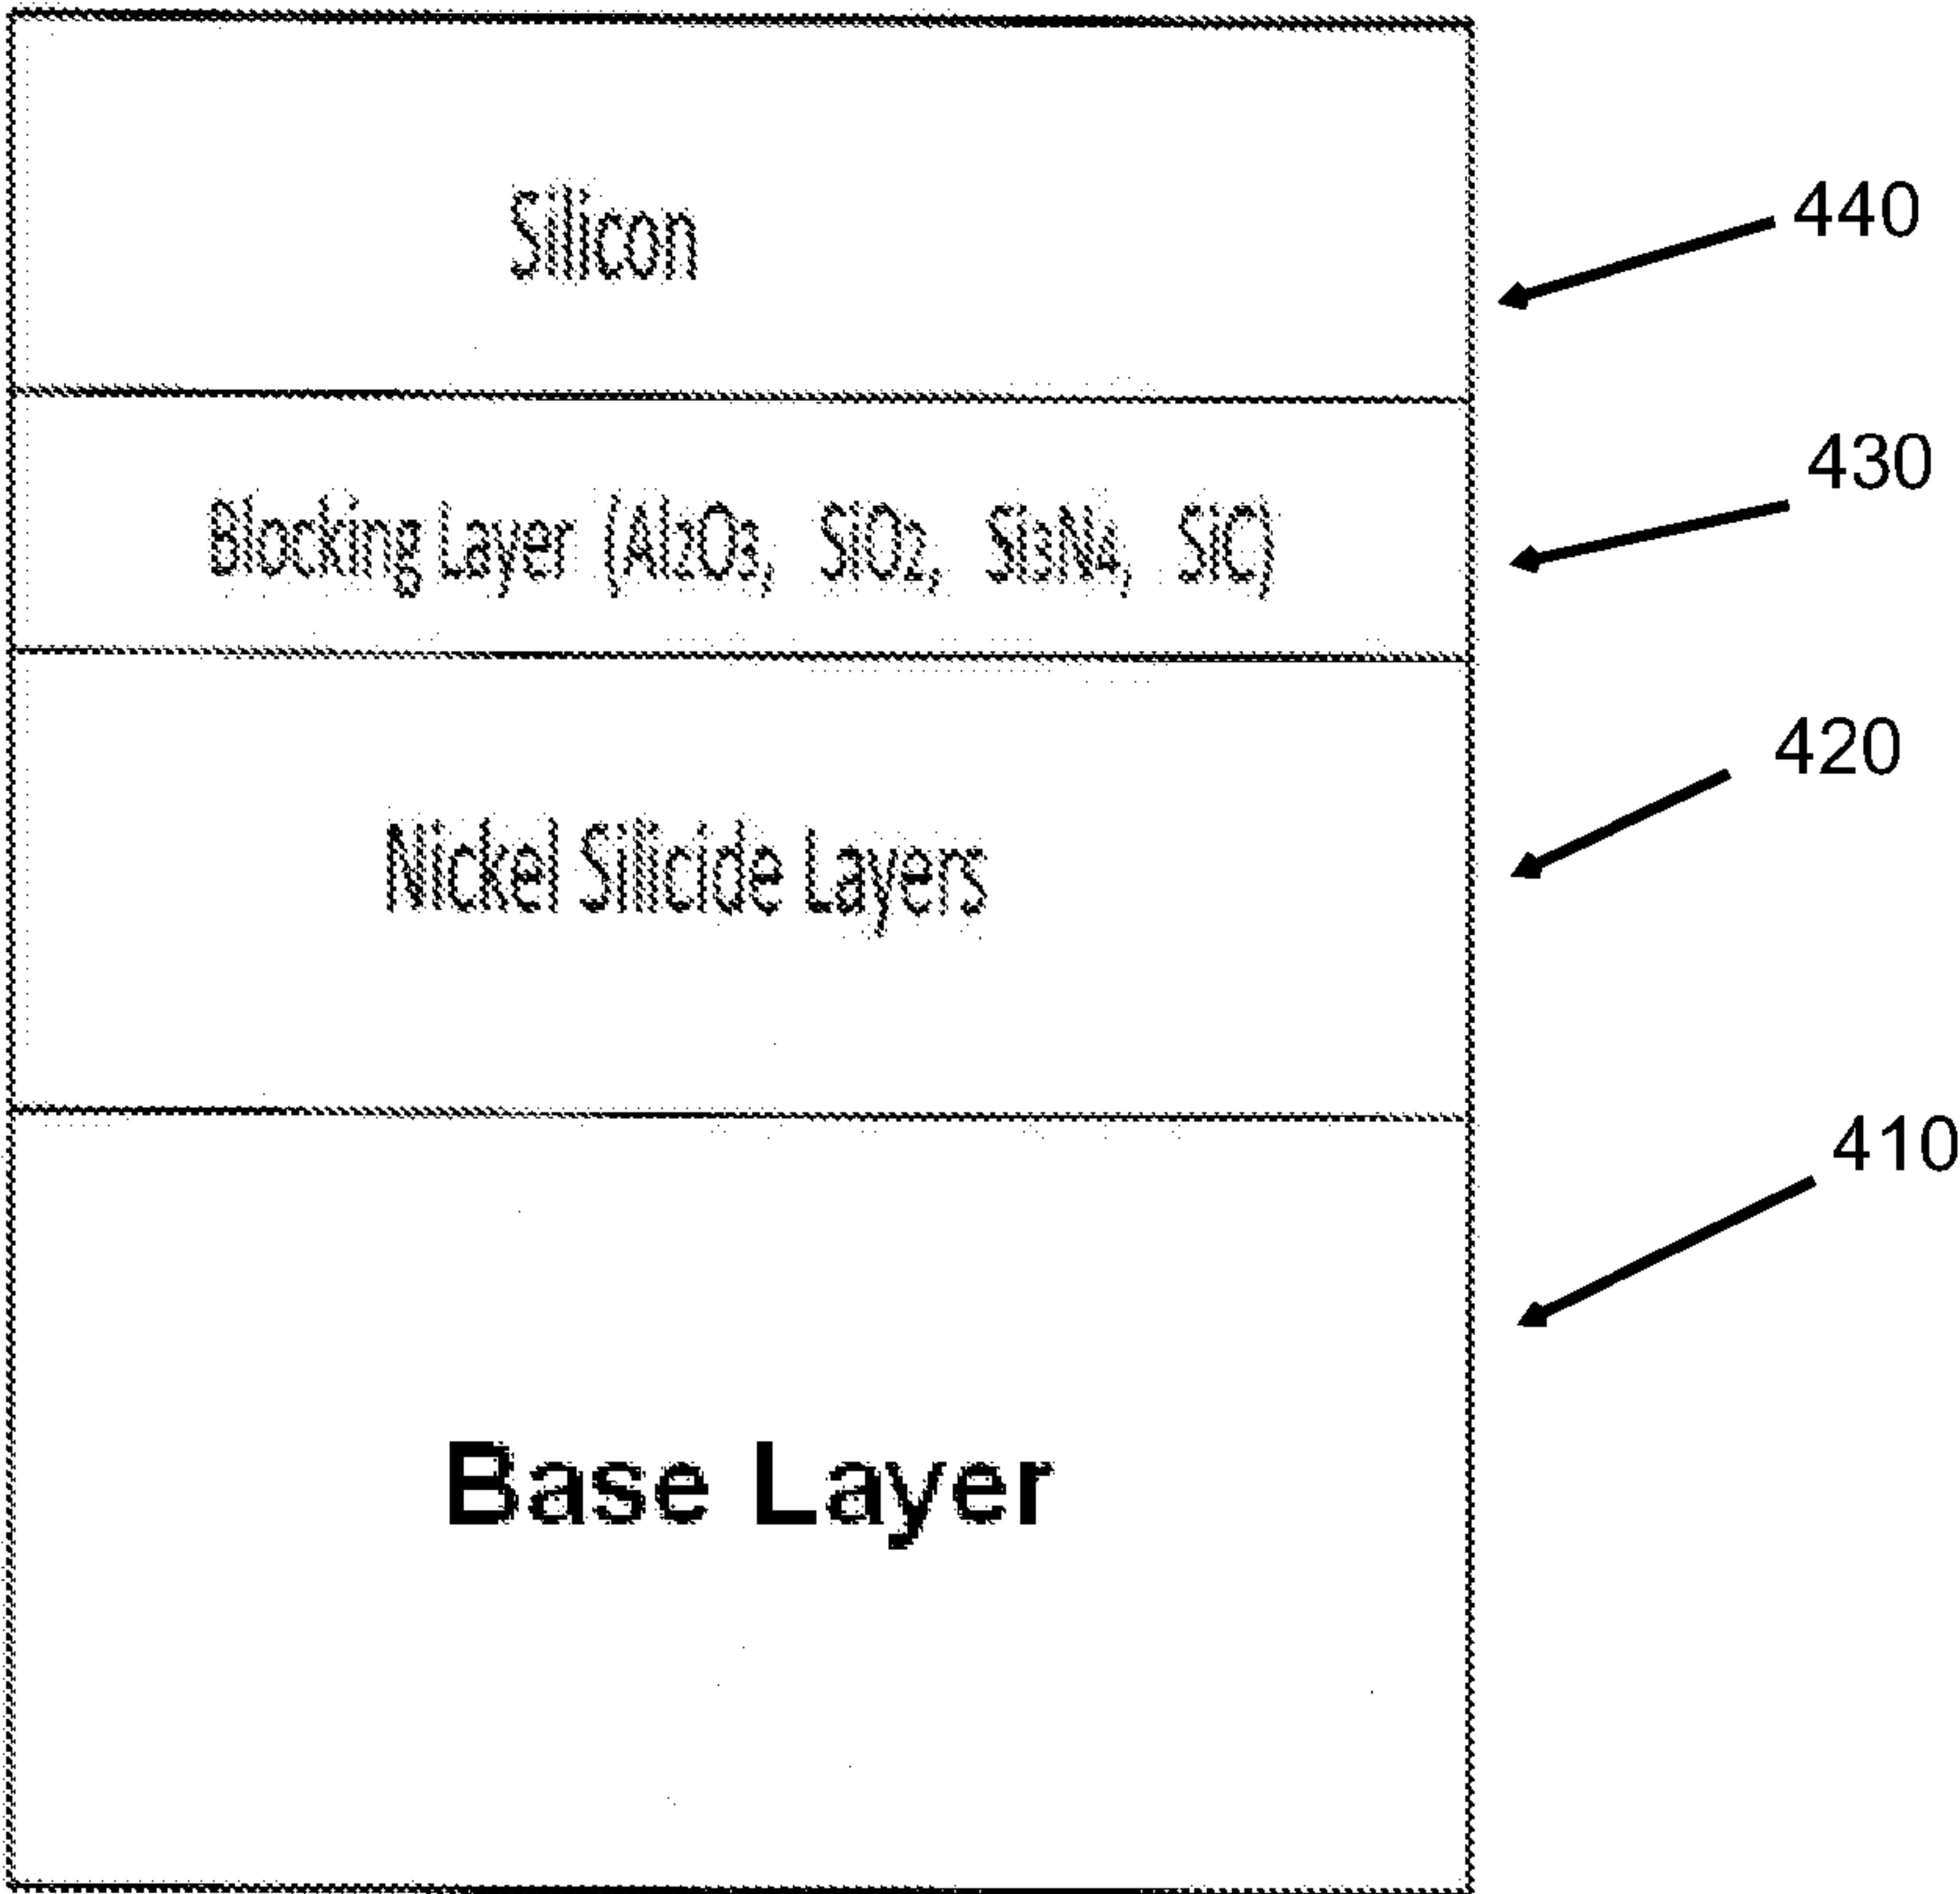 Silicon
440
430
Blocking Layer (Al₂O₃, SiO₂, Si₃N₄, SiC)
420
Nickel Silicide Layers
410
Base Layer